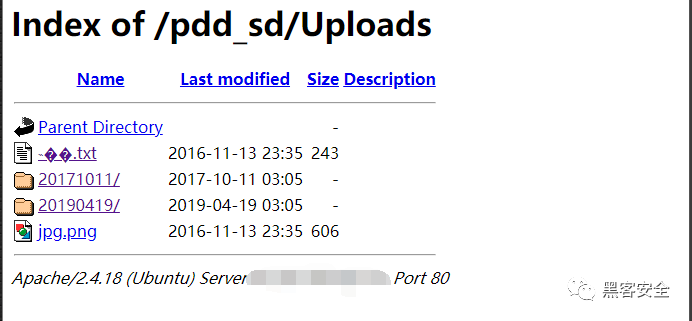 Index of /pdd_sd/Uploads
Name Last modified Size Description
Parent Directory -
-��.txt 2016-11-13 23:35 243
20171011/ 2017-10-11 03:05 -
20190419/ 2019-04-19 03:05 -
jpg.png 2016-11-13 23:35 606
Apache/2.4.18 (Ubuntu) Server Port 80
黑客安全